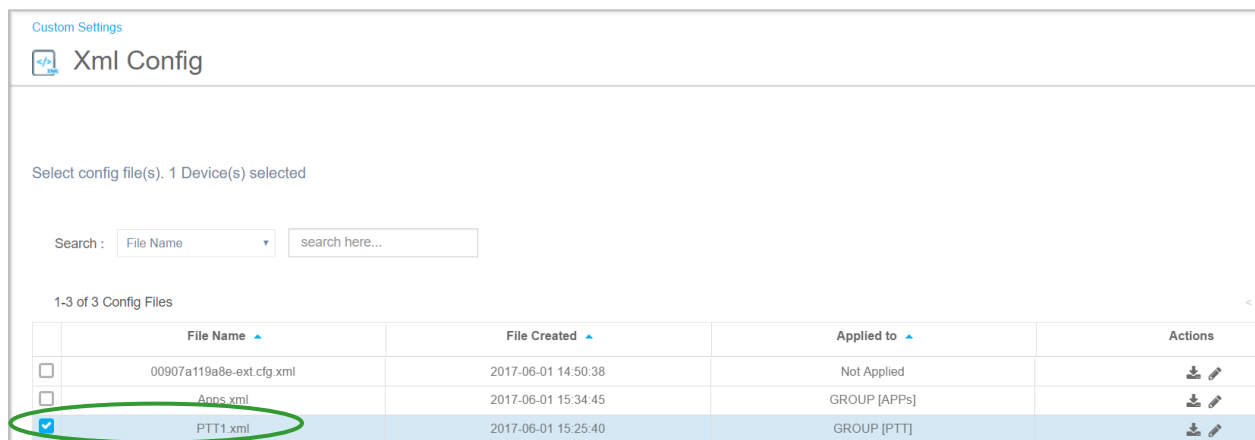 Custom Settings
</> XML Xml Config
Select config file(s). 1 Device(s) selected
Search : File Name search here...
1-3 of 3 Config Files <
File Name File Created Applied to Actions
00907a119a8e-ext.cfg.xml 2017-06-01 14:50:38 Not Applied
Apps.xml 2017-06-01 15:34:45 GROUP [APPs]
PTT1.xml 2017-06-01 15:25:40 GROUP [PTT]